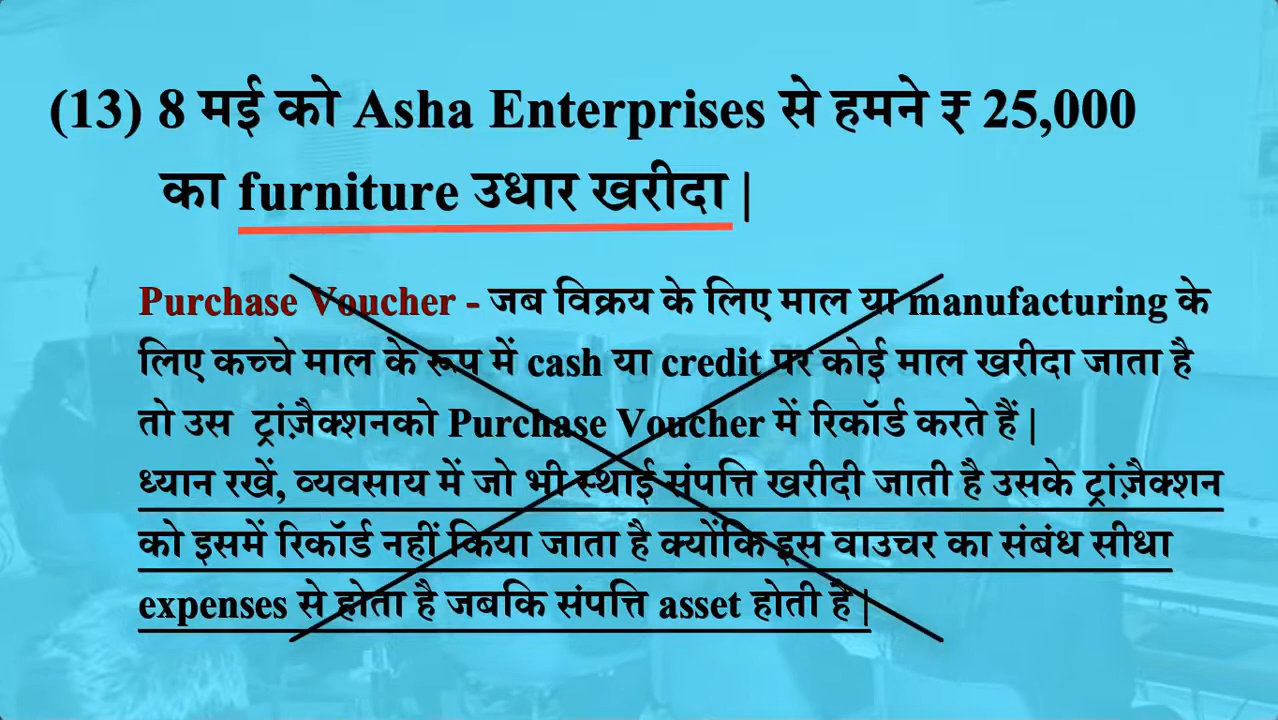 (13) 8 मई को Asha Enterprises से हमने ₹ 25,000
का furniture उधार खरीदा |
Purchase Voucher - जब विक्रय के लिए माल या manufacturing के
लिए कच्चे माल के रूप में cash या credit पर कोई माल खरीदा जाता है
तो उस ट्रांज़ैक्शनको Purchase Voucher में रिकॉर्ड करते हैं |
ध्यान रखें, व्यवसाय में जो भी स्थाई संपत्ति खरीदी जाती है उसके ट्रांज़ैक्शन
को इसमें रिकॉर्ड नहीं किया जाता है क्योंकि इस वाउचर का संबंध सीधा
expenses से होता है जबकि संपत्ति asset होती है |